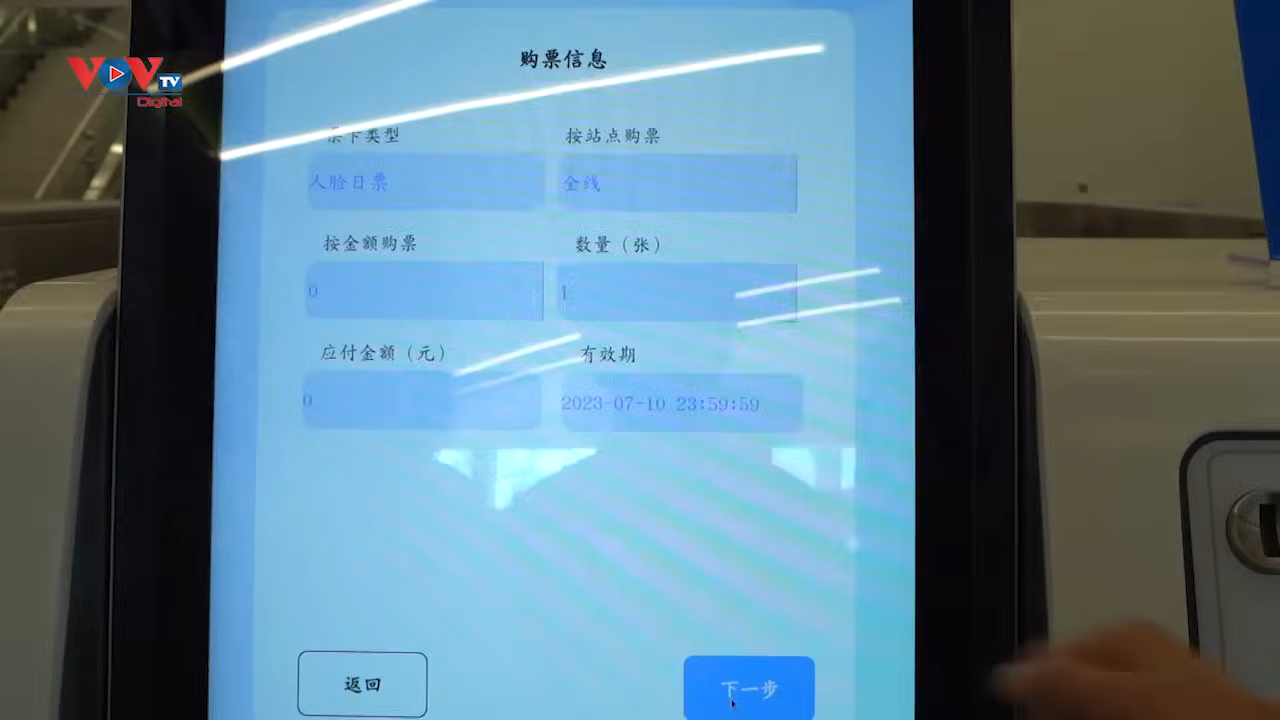 VOV TV
Digital
购票信息
票卡类型
按站点购票
人脸日票
全线
按金额购票
数量（张）
0
1
应付金额（元）
有效期
0
2023-07-10 23:59:59
返回
下一步